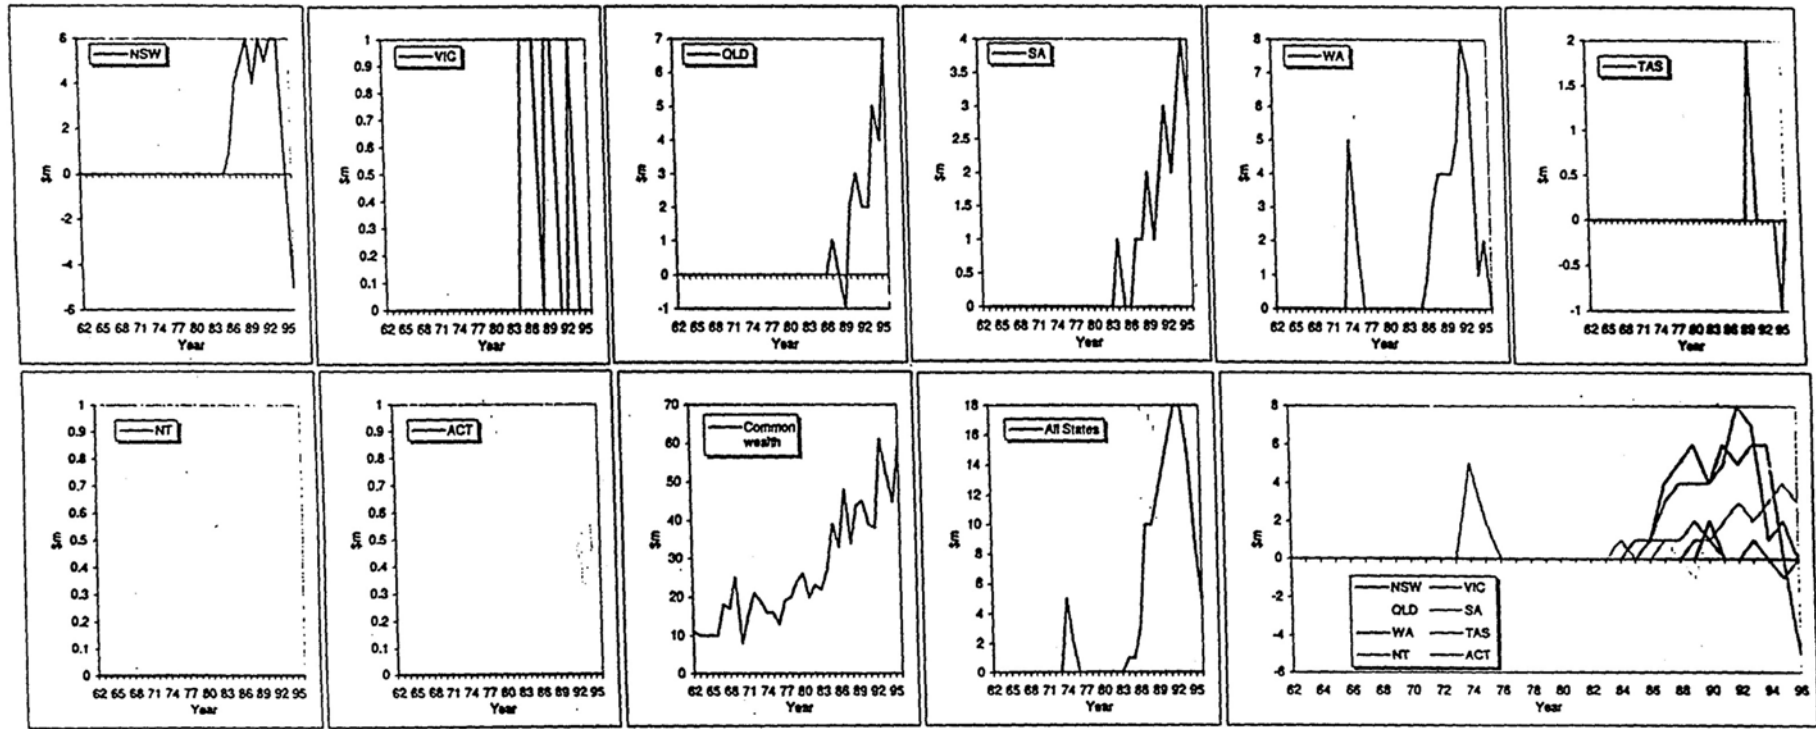 NSW
6
4
2
0
-2
-4
-6
$m
62 65 68 71 74 77 80 83 86 89 92 95
Year
VIC
1
0.9
0.8
0.7
0.6
0.5
0.4
0.3
0.2
0.1
0
$m
62 65 68 71 74 77 80 83 86 89 92 95
Year
QLD
7
6
5
4
3
2
1
0
-1
$m
62 65 68 71 74 77 80 83 86 89 92 95
Year
SA
4
3.5
3
2.5
2
1.5
1
0.5
0
$m
62 65 68 71 74 77 80 83 86 89 92 95
Year
WA
8
7
6
5
4
3
2
1
0
$m
62 65 68 71 74 77 80 83 86 89 92 95
Year
TAS
2
1.5
1
0.5
0
-0.5
-1
$m
62 65 68 71 74 77 80 83 86 89 92 95
Year
NT
1
0.9
0.8
0.7
0.6
0.5
0.4
0.3
0.2
0.1
0
$m
62 65 68 71 74 77 80 83 86 89 92 95
Year
ACT
1
0.9
0.8
0.7
0.6
0.5
0.4
0.3
0.2
0.1
0
$m
62 65 68 71 74 77 80 83 86 89 92 95
Year
Common
wealth
70
60
50
40
30
20
10
0
$m
62 65 68 71 74 77 80 83 86 89 92 95
Year
All States
18
16
14
12
10
8
6
4
2
0
$m
62 65 68 71 74 77 80 83 86 89 92 95
Year
8
6
4
2
0
-2
-4
-6
$m
NSW VIC
QLD SA
WA TAS
NT ACT
62 64 66 68 70 72 74 76 78 80 82 84 86 88 90 92 94 96
Year